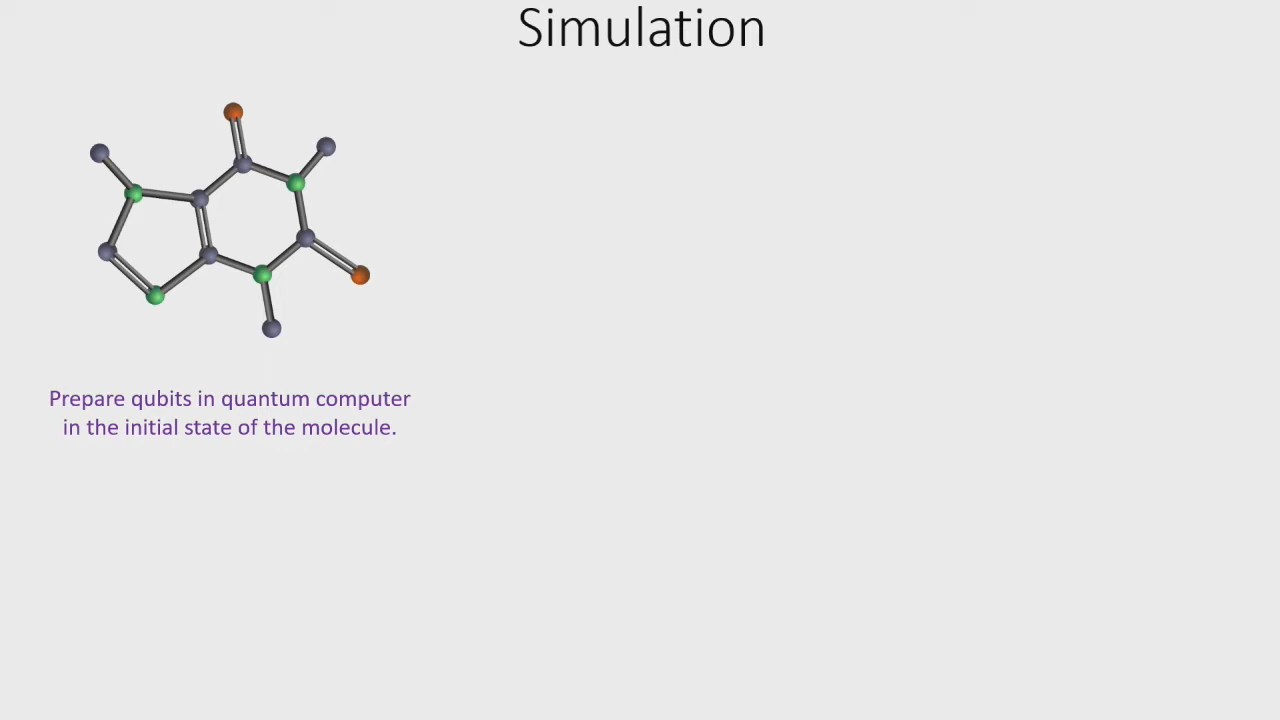 Simulation
Prepare qubits in quantum computer
in the initial state of the molecule.